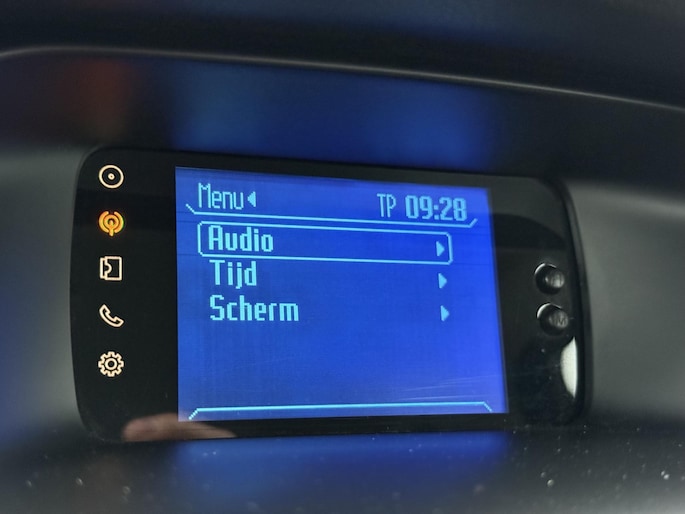 Menu
TP 09:28
Audio
Tijd
Scherm